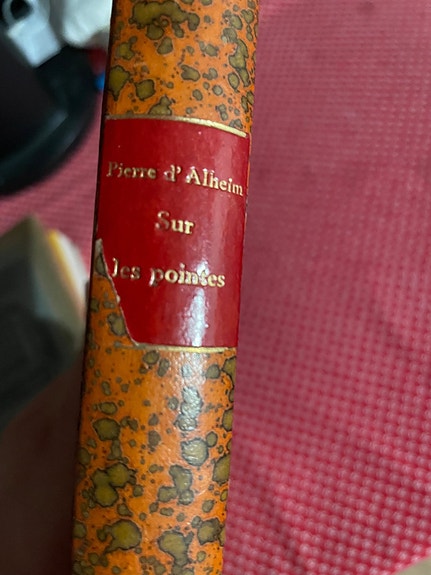 Pierre d'Alheim
Sur
les pointes